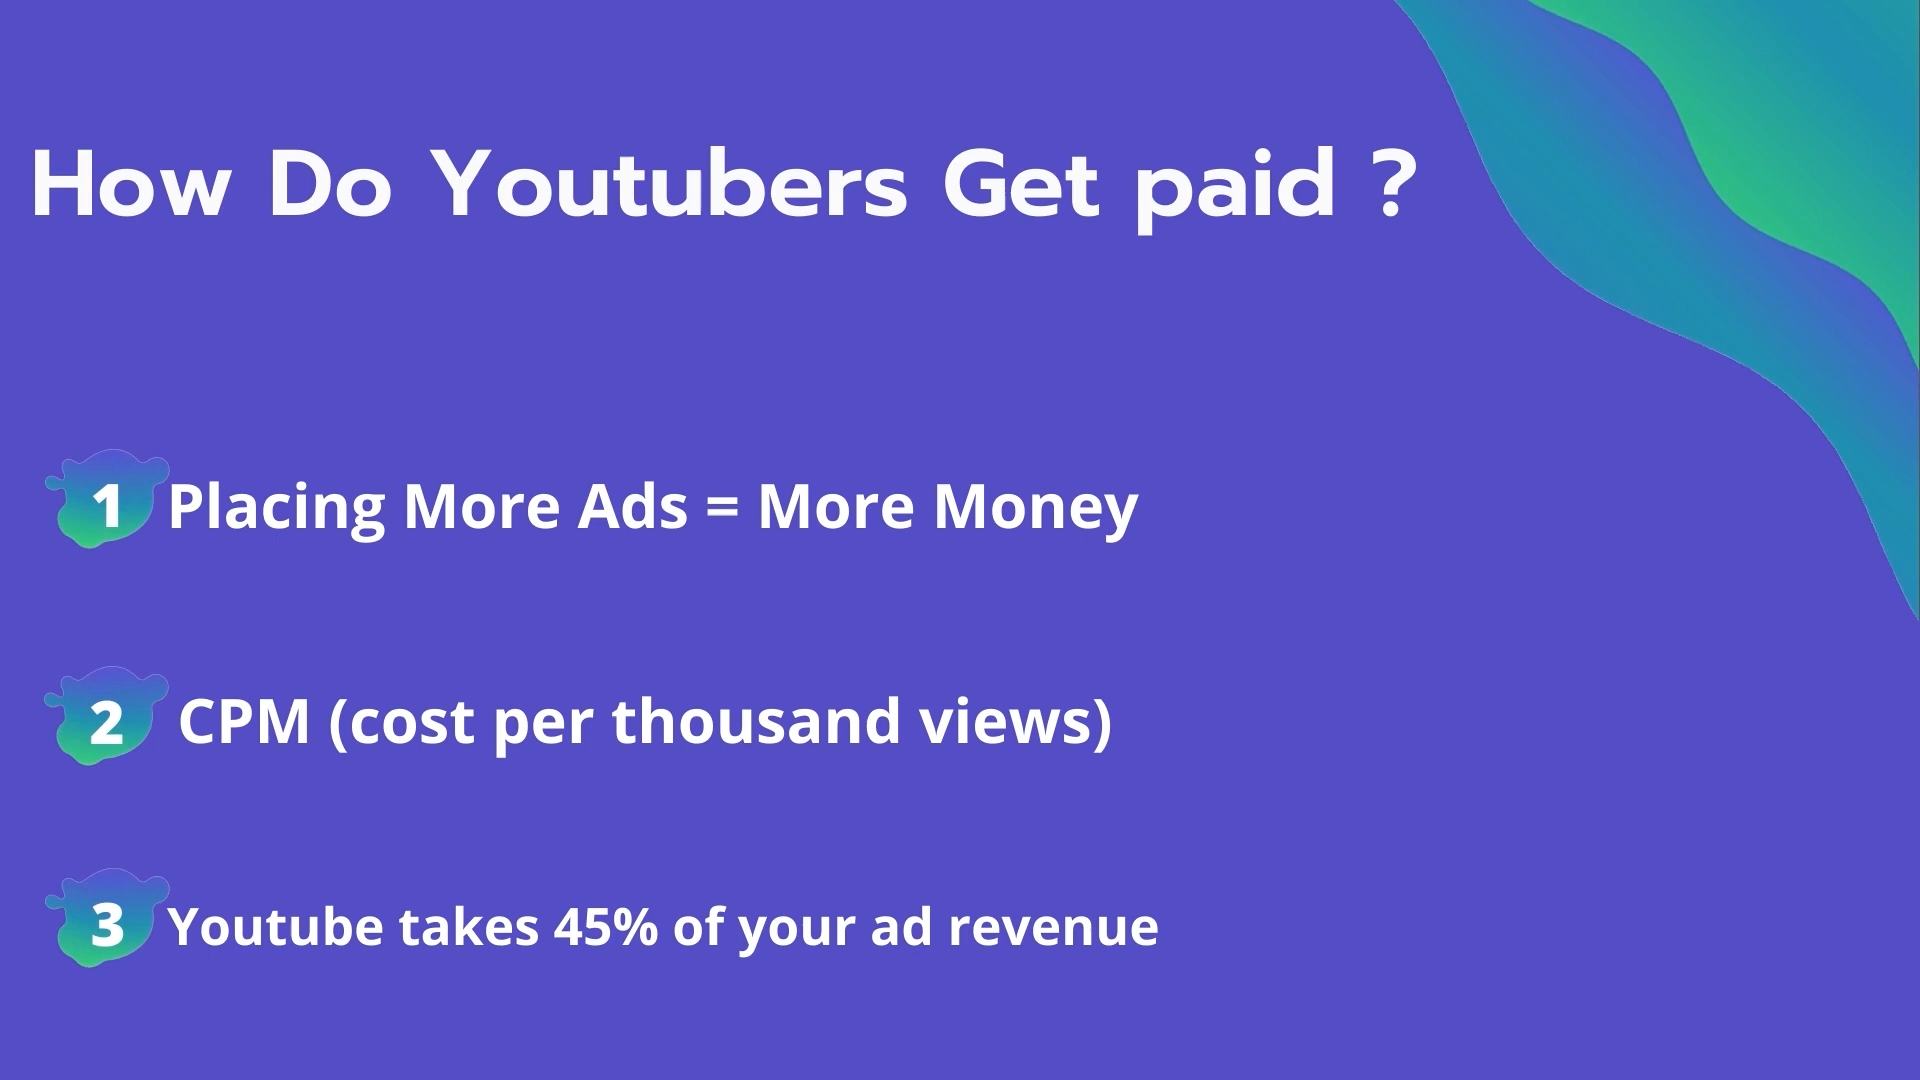 How Do Youtubers Get paid ?
1 Placing More Ads = More Money
2 CPM (cost per thousand views)
3 Youtube takes 45% of your ad revenue